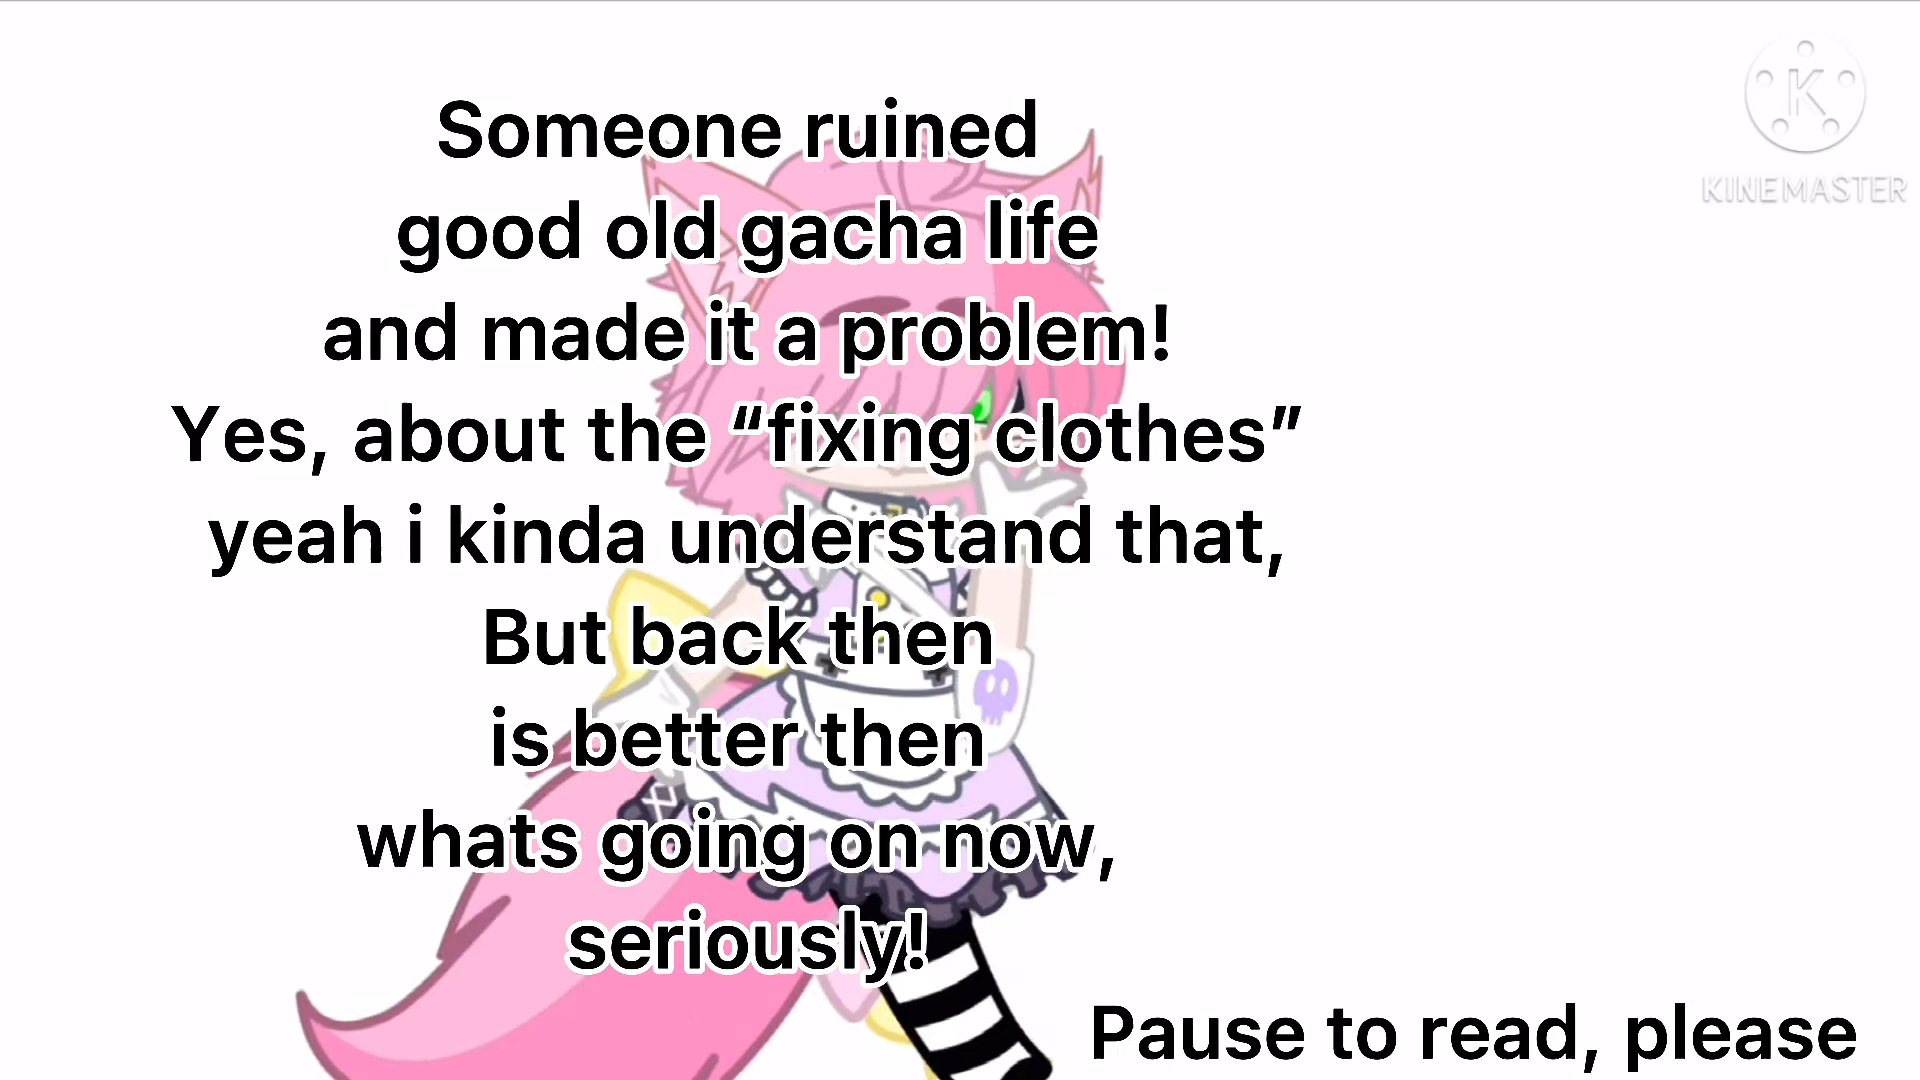 KINEMASTER
Someone ruined
good old gacha life
and made it a problem!
Yes, about the “fixing clothes”
yeah i kinda understand that,
But back then
is better then
whats going on now,
seriously!
Pause to read, please